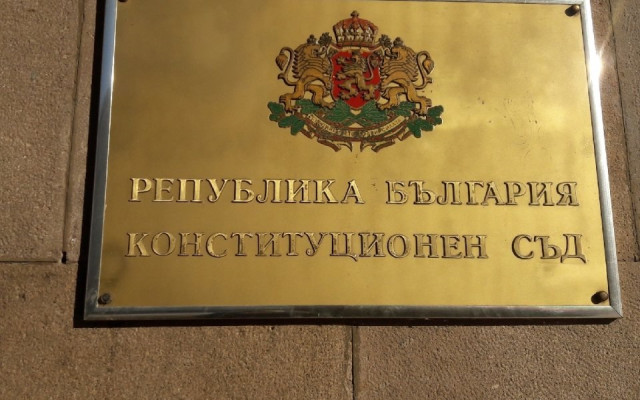 РЕПУБЛИКА БЪЛГАРИЯ
КОНСТИТУЦИОНЕН СЪД